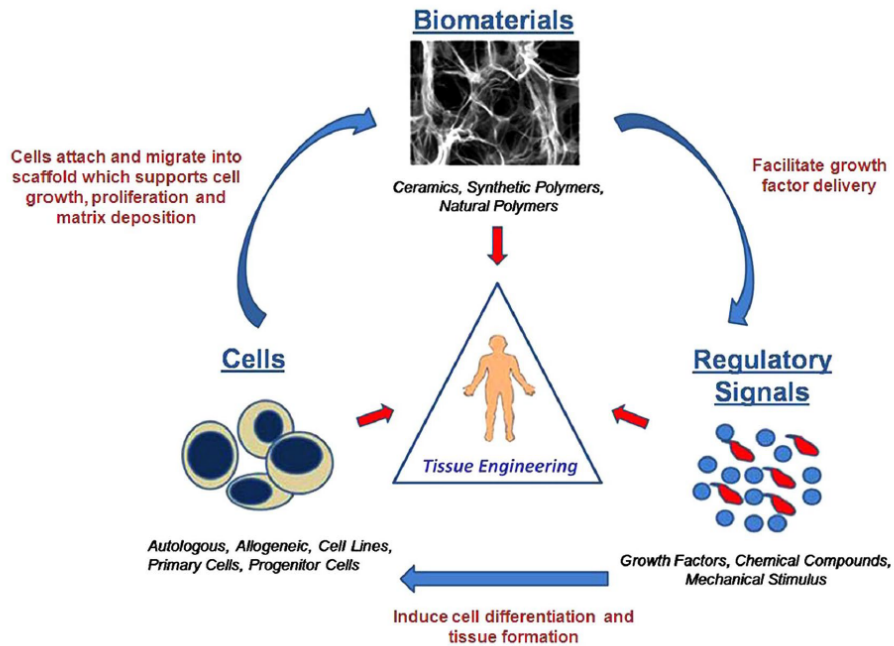 Biomaterials
Cells attach and migrate into
scaffold which supports cell
growth, proliferation and
matrix deposition
Facilitate growth
factor delivery
Ceramics, Synthetic Polymers,
Natural Polymers
Cells
Regulatory
Signals
Tissue Engineering
Autologous, Allogeneic, Cell Lines,
Primary Cells, Progenitor Cells
Growth Factors, Chemical Compounds,
Mechanical Stimulus
Induce cell differentiation and
tissue formation